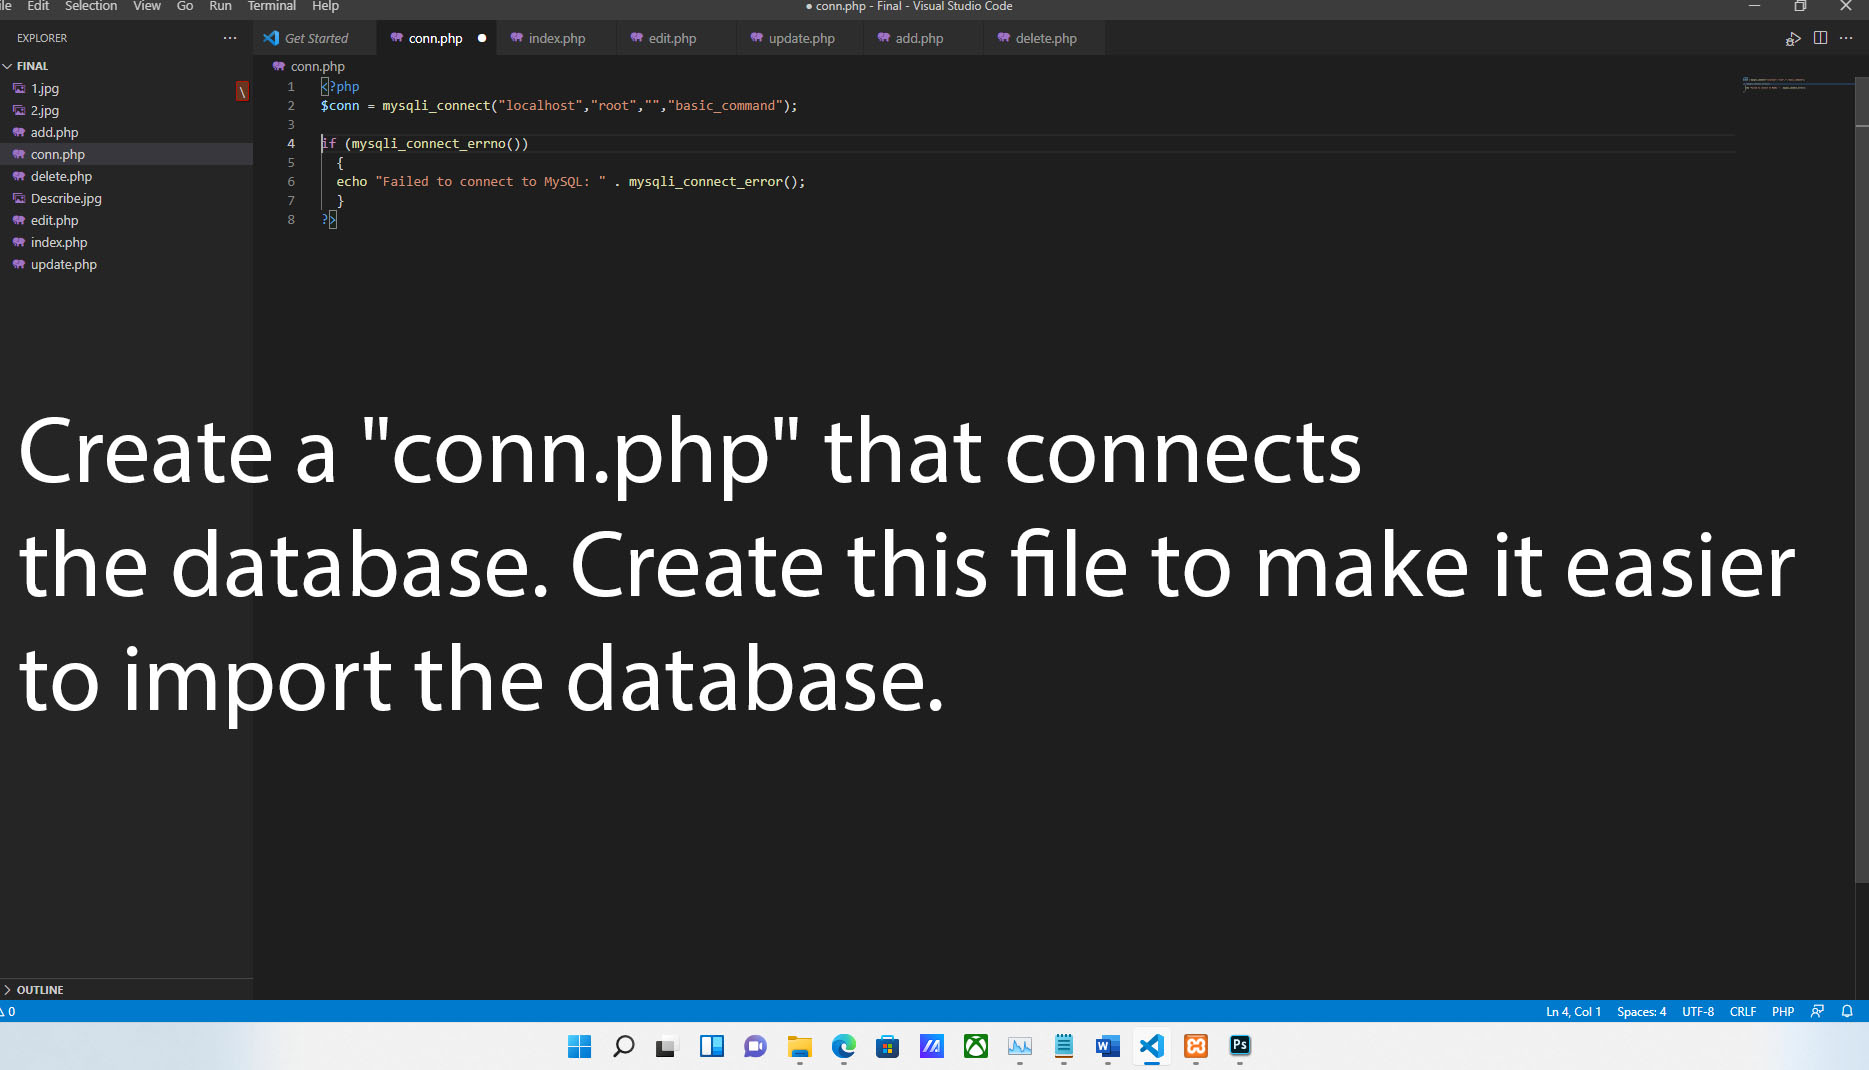 ile Edit Selection View Go Run Terminal Help ● conn.php - Final - Visual Studio Code
EXPLORER ...
Get Started conn.php ● index.php edit.php update.php add.php delete.php
FINAL
1.jpg
2.jpg
add.php
conn.php
delete.php
Describe.jpg
edit.php
index.php
update.php
\
conn.php
1 <?php
2 $conn = mysqli_connect("localhost","root","","basic_command");
3
4 if (mysqli_connect_errno())
5 {
6 echo "Failed to connect to MySQL: " . mysqli_connect_error();
7 }
8 ?>
Create a "conn.php" that connects
the database. Create this file to make it easier
to import the database.
OUTLINE
0 Ln 4, Col 1 Spaces: 4 UTF-8 CRLF PHP
W Ps